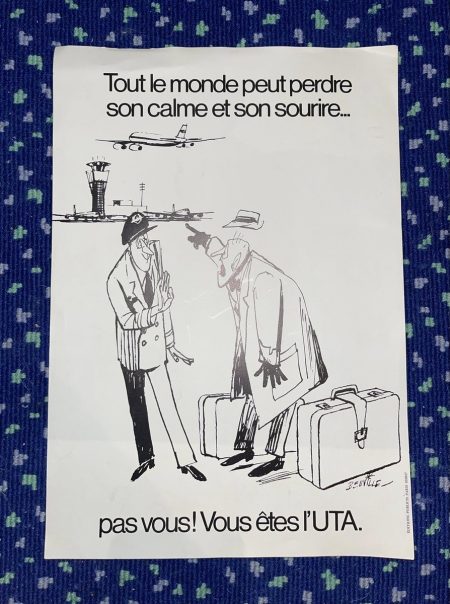 Tout le monde peut perdre
son calme et son sourire...
pas vous! Vous êtes l'UTA.